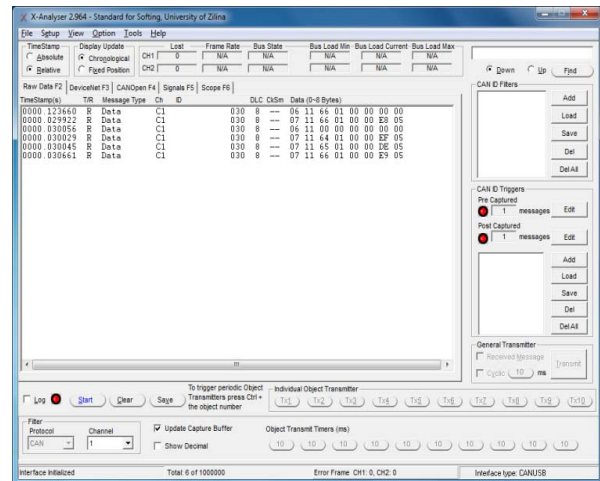 X-Analyser 2.964 - Standard for Softing, University of Zilina
File Setup View Option Tools Help
TimeStamp Display Update Lost Frame Rate Bus State Bus Load Min Bus Load Current Bus Load Max
Absolute Chronological CH1 0 N/A N/A N/A N/A N/A
Relative Fixed Position CH2 0 N/A N/A N/A N/A N/A
Down Up Find
Raw Data F2 DeviceNet F3 CANOpen F4 Signals F5 Scope F6
TimeStamp(s) T/R Message Type Ch ID DLC CkSm Data (0-8 Bytes)
0000.123660 R Data C1 030 8 -- 06 11 66 01 00 00 00 00
0000.029922 R Data C1 030 8 -- 07 11 66 01 00 00 E8 05
0000.030056 R Data C1 030 8 -- 06 11 00 00 00 00 00 00
0000.030029 R Data C1 030 8 -- 07 11 64 01 00 00 EF 05
0000.030045 R Data C1 030 8 -- 07 11 65 01 00 00 DE 05
0000.030661 R Data C1 030 8 -- 07 11 66 01 00 00 E9 05
CAN ID Filters
Add
Load
Save
Del
Del All
CAN ID Triggers
Pre Captured
1 messages Edit
Post Captured
1 messages Edit
Add
Load
Save
Del
Del All
General Transmitter
Received Message
Cyclic 10 ms
Transmit
Log Start Clear Save
To trigger periodic Object
Transmitters press Ctrl +
the object number
Individual Object Transmitter
Tx1 Tx2 Tx3 Tx4 Tx5 Tx6 Tx7 Tx8 Tx9 Tx10
Filter
Protocol Channel
CAN 1
Update Capture Buffer
Show Decimal
Object Transmit Timers (ms)
10 10 10 10 10 10 10 10 10 10
Interface Initialized Total: 6 of 1000000 Error Frame CH1: 0, CH2: 0 Interface type: CANUSB